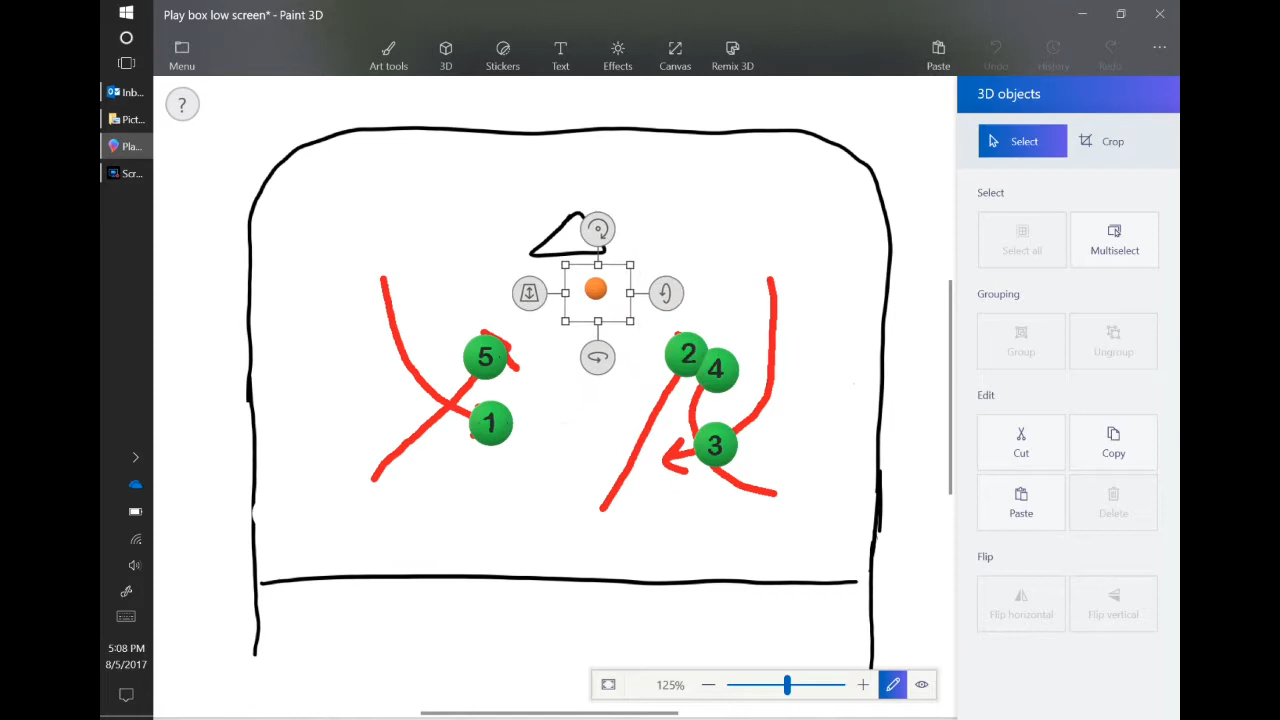 Play box low screen* - Paint 3D
Menu
Art tools
3D
Stickers
Text
Effects
Canvas
Remix 3D
Paste
Undo
History
Redo
Inb...
Pict...
Pla...
Scr...
?
5
1
2
4
3
3D objects
Select
Crop
Select
Select all
Multiselect
Grouping
Group
Ungroup
Edit
Cut
Copy
Paste
Delete
Flip
Flip horizontal
Flip vertical
5:08 PM
8/5/2017
125%